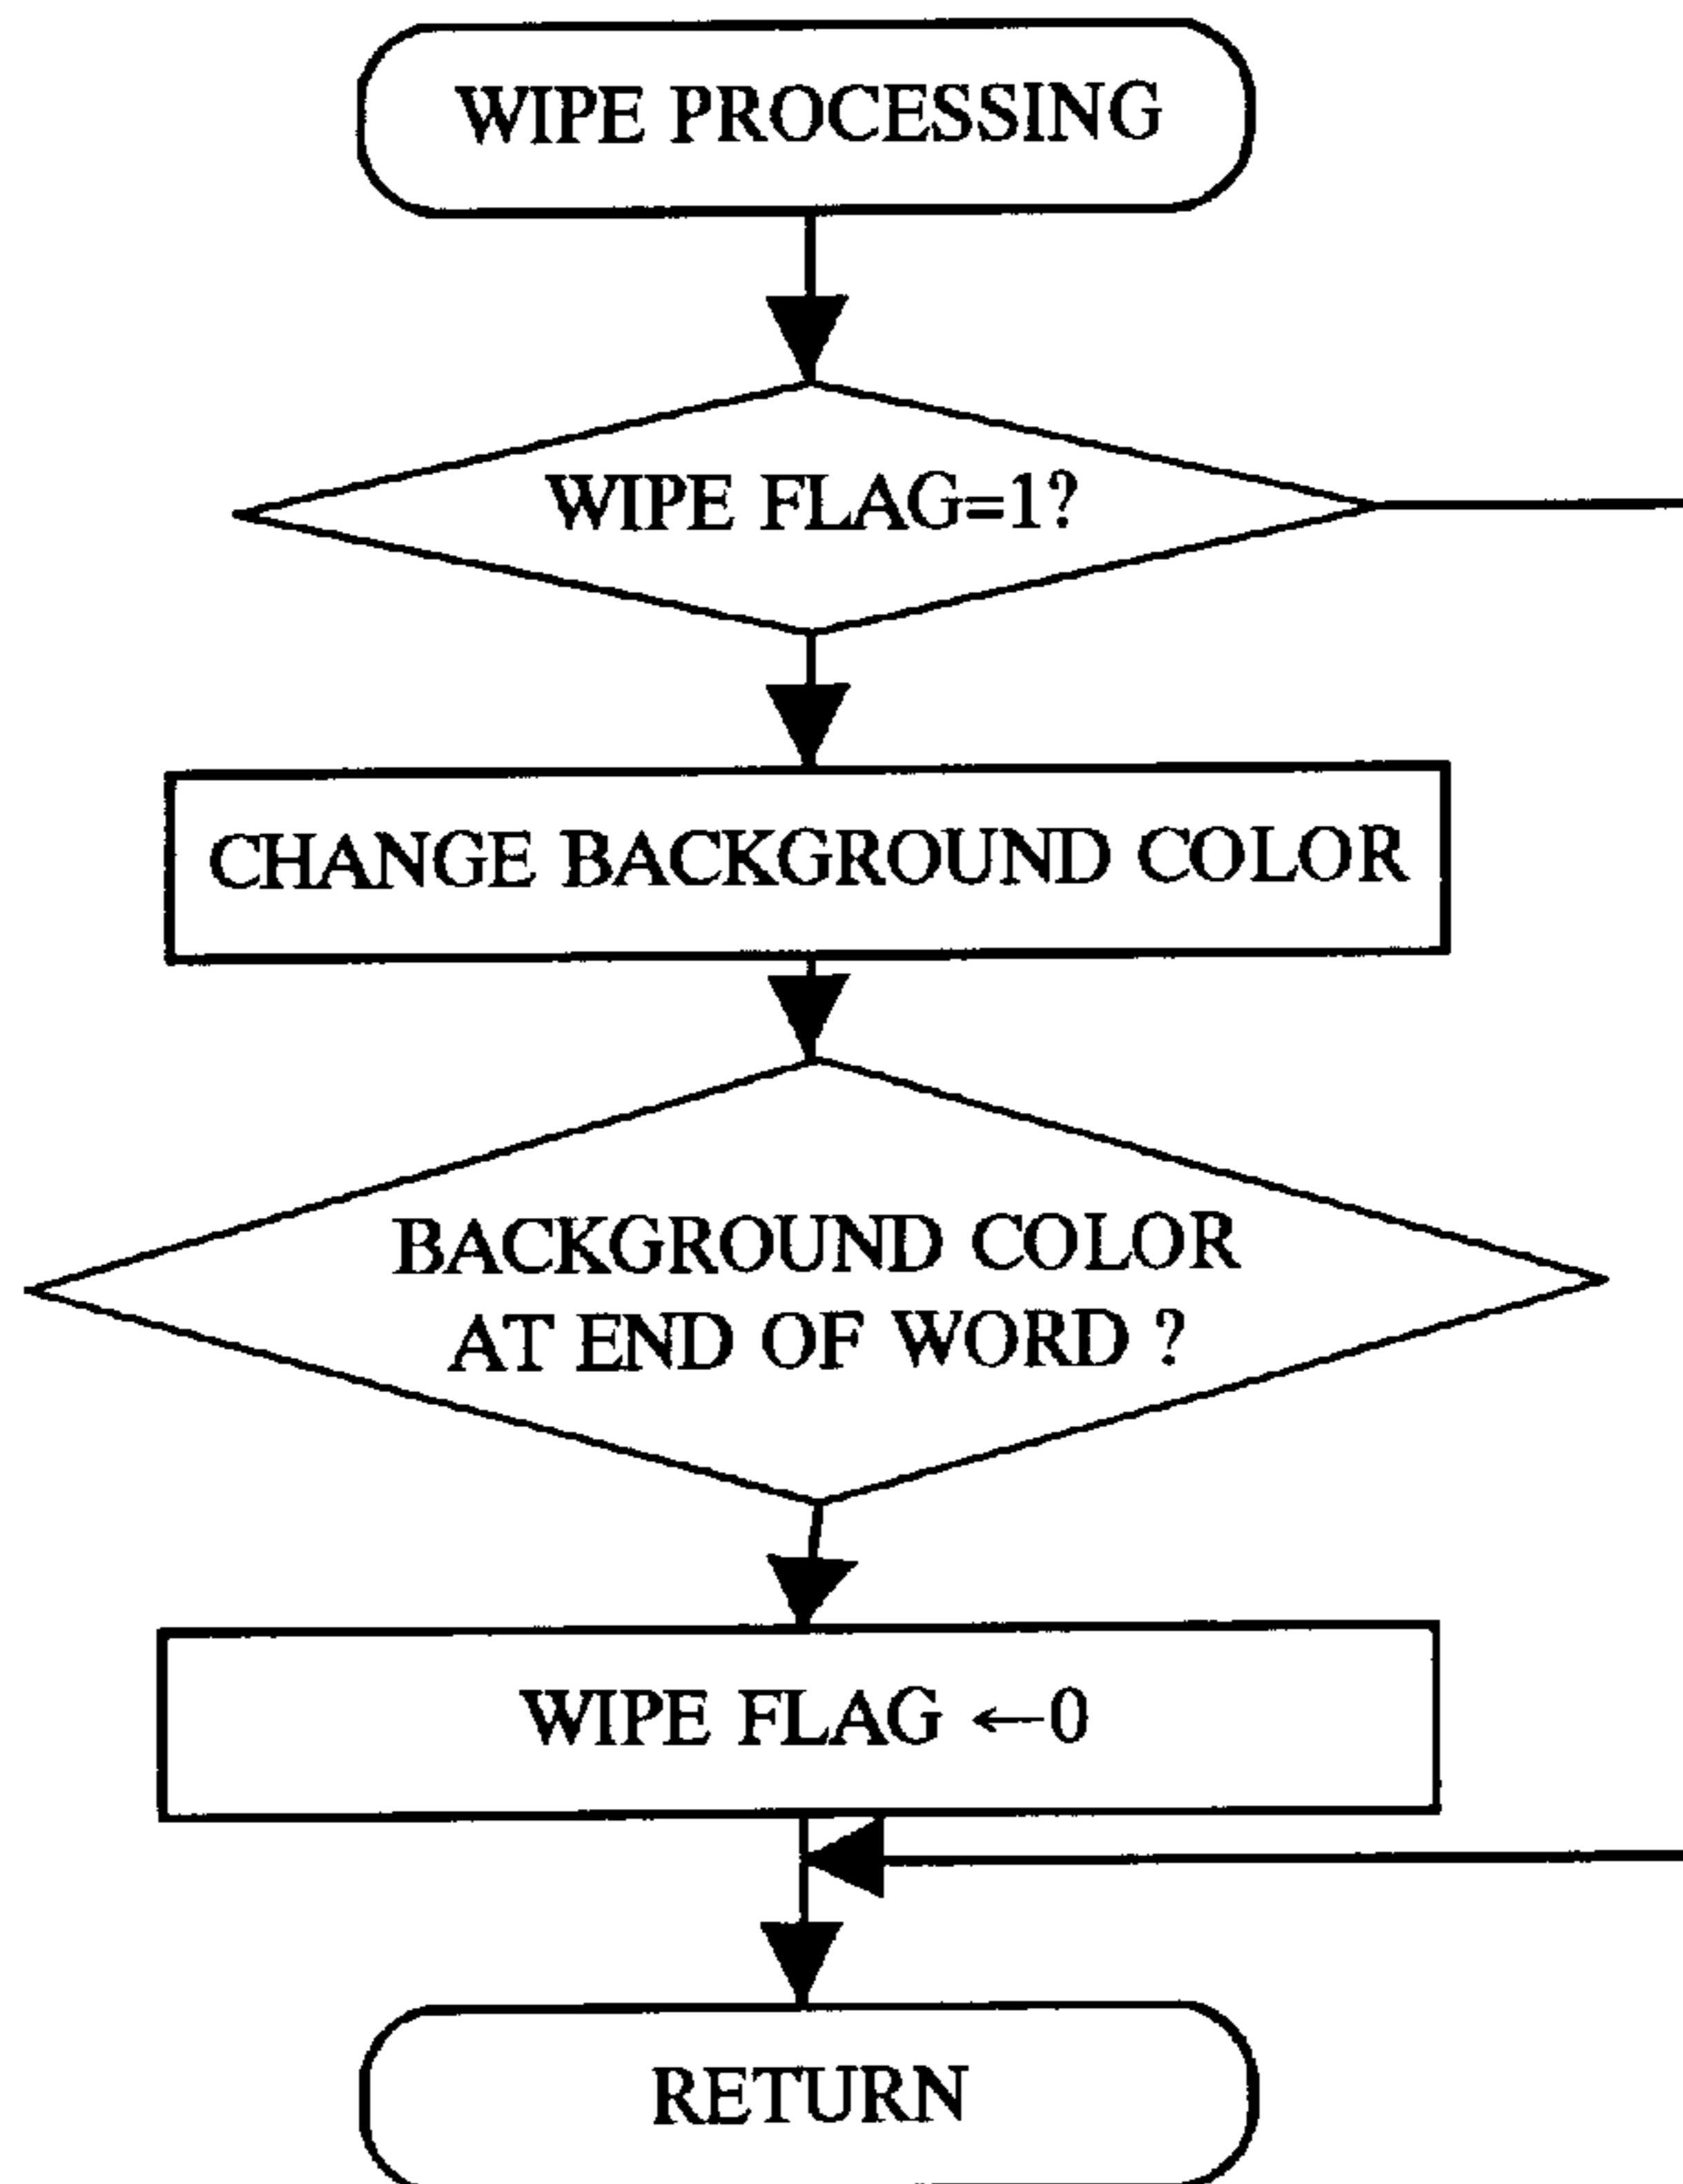 WIPE PROCESSING
WIPE FLAG=1?
CHANGE BACKGROUND COLOR
BACKGROUND COLOR
AT END OF WORD ?
WIPE FLAG ←0
RETURN